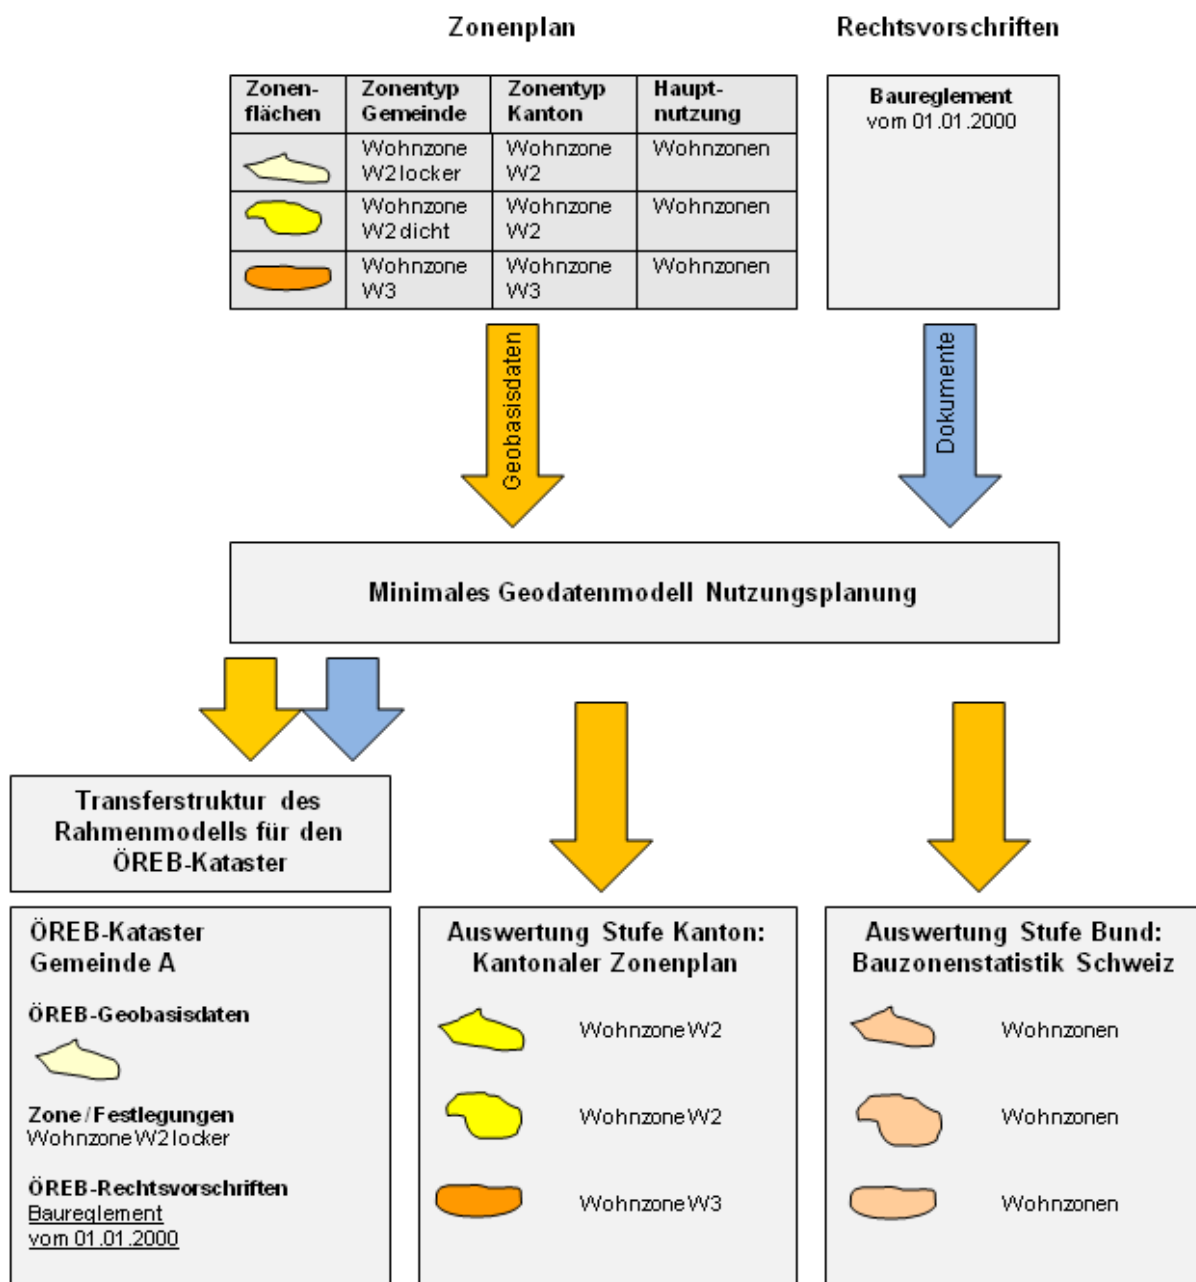 Zonenplan
Rechtsvorschriften
Zonen-
flächen
Zonentyp
Gemeinde
Zonentyp
Kanton
Haupt-
nutzung
Wohnzone
W2 locker
Wohnzone
W2
Wohnzonen
Wohnzone
W2 dicht
Wohnzone
W2
Wohnzonen
Wohnzone
W3
Wohnzone
W3
Wohnzonen
Baureglement
vom 01.01.2000
Geobasisdaten
Dokumente
Minimales Geodatenmodell Nutzungsplanung
Transferstruktur des
Rahmenmodells für den
ÖREB-Kataster
ÖREB-Kataster
Gemeinde A
ÖREB-Geobasisdaten
Zone / Festlegungen
Wohnzone W2 locker
ÖREB-Rechtsvorschriften
Baureglement
vom 01.01.2000
Auswertung Stufe Kanton:
Kantonaler Zonenplan
Wohnzone W2
Wohnzone W2
Wohnzone W3
Auswertung Stufe Bund:
Bauzonenstatistik Schweiz
Wohnzonen
Wohnzonen
Wohnzonen